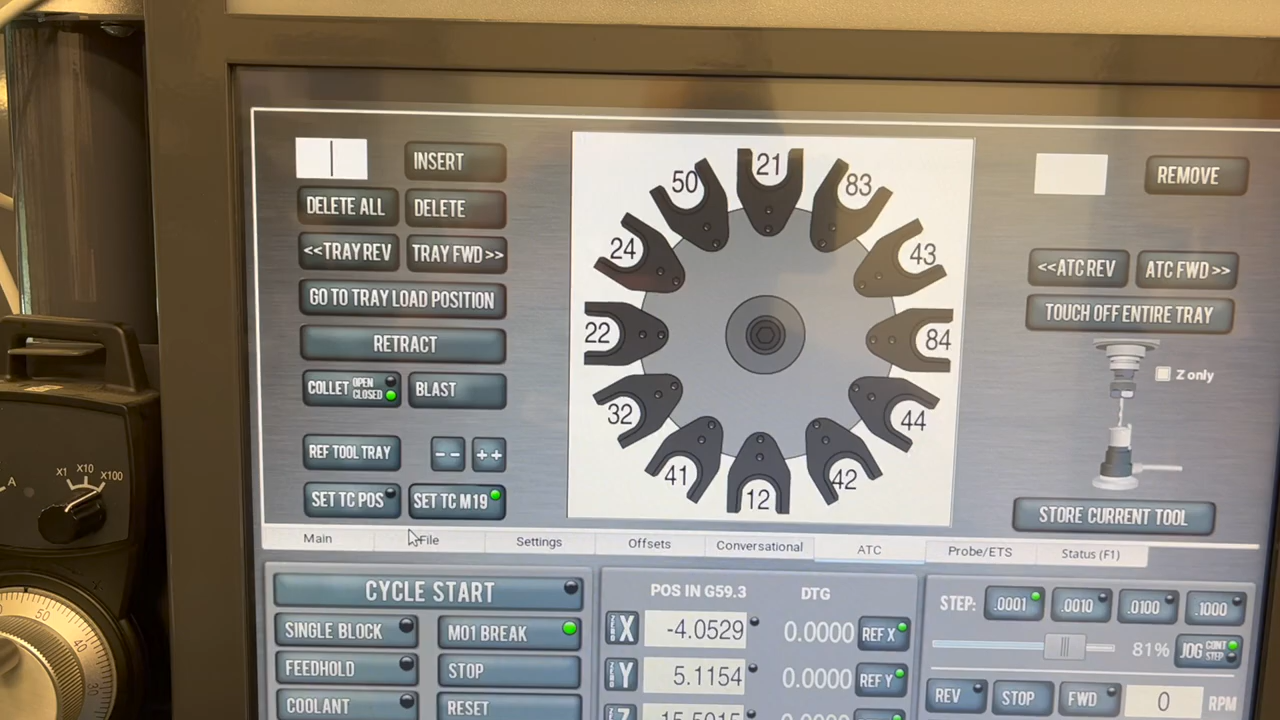 INSERT
DELETE ALL
DELETE
<<TRAY REV
TRAY FWD>>
GO TO TRAY LOAD POSITION
RETRACT
COLLET OPEN CLOSED
BLAST
REF TOOL TRAY
--
++
SET TC POS
SET TC M19
21
83
43
84
44
42
12
41
32
22
24
50
REMOVE
<<ATC REV
ATC FWD>>
TOUCH OFF ENTIRE TRAY
Z only
STORE CURRENT TOOL
Main
File
Settings
Offsets
Conversational
ATC
Probe/ETS
Status (F1)
CYCLE START
SINGLE BLOCK
M01 BREAK
FEEDHOLD
STOP
COOLANT
RESET
POS IN G59.3
DTG
ZERO X
-4.0529
0.0000
REF X
ZERO Y
5.1154
0.0000
REF Y
STEP:
.0001
.0010
.0100
.1000
81%
JOG CONT STEP
REV
STOP
FWD
0
RPM
A
X1
X10
X100
50
40